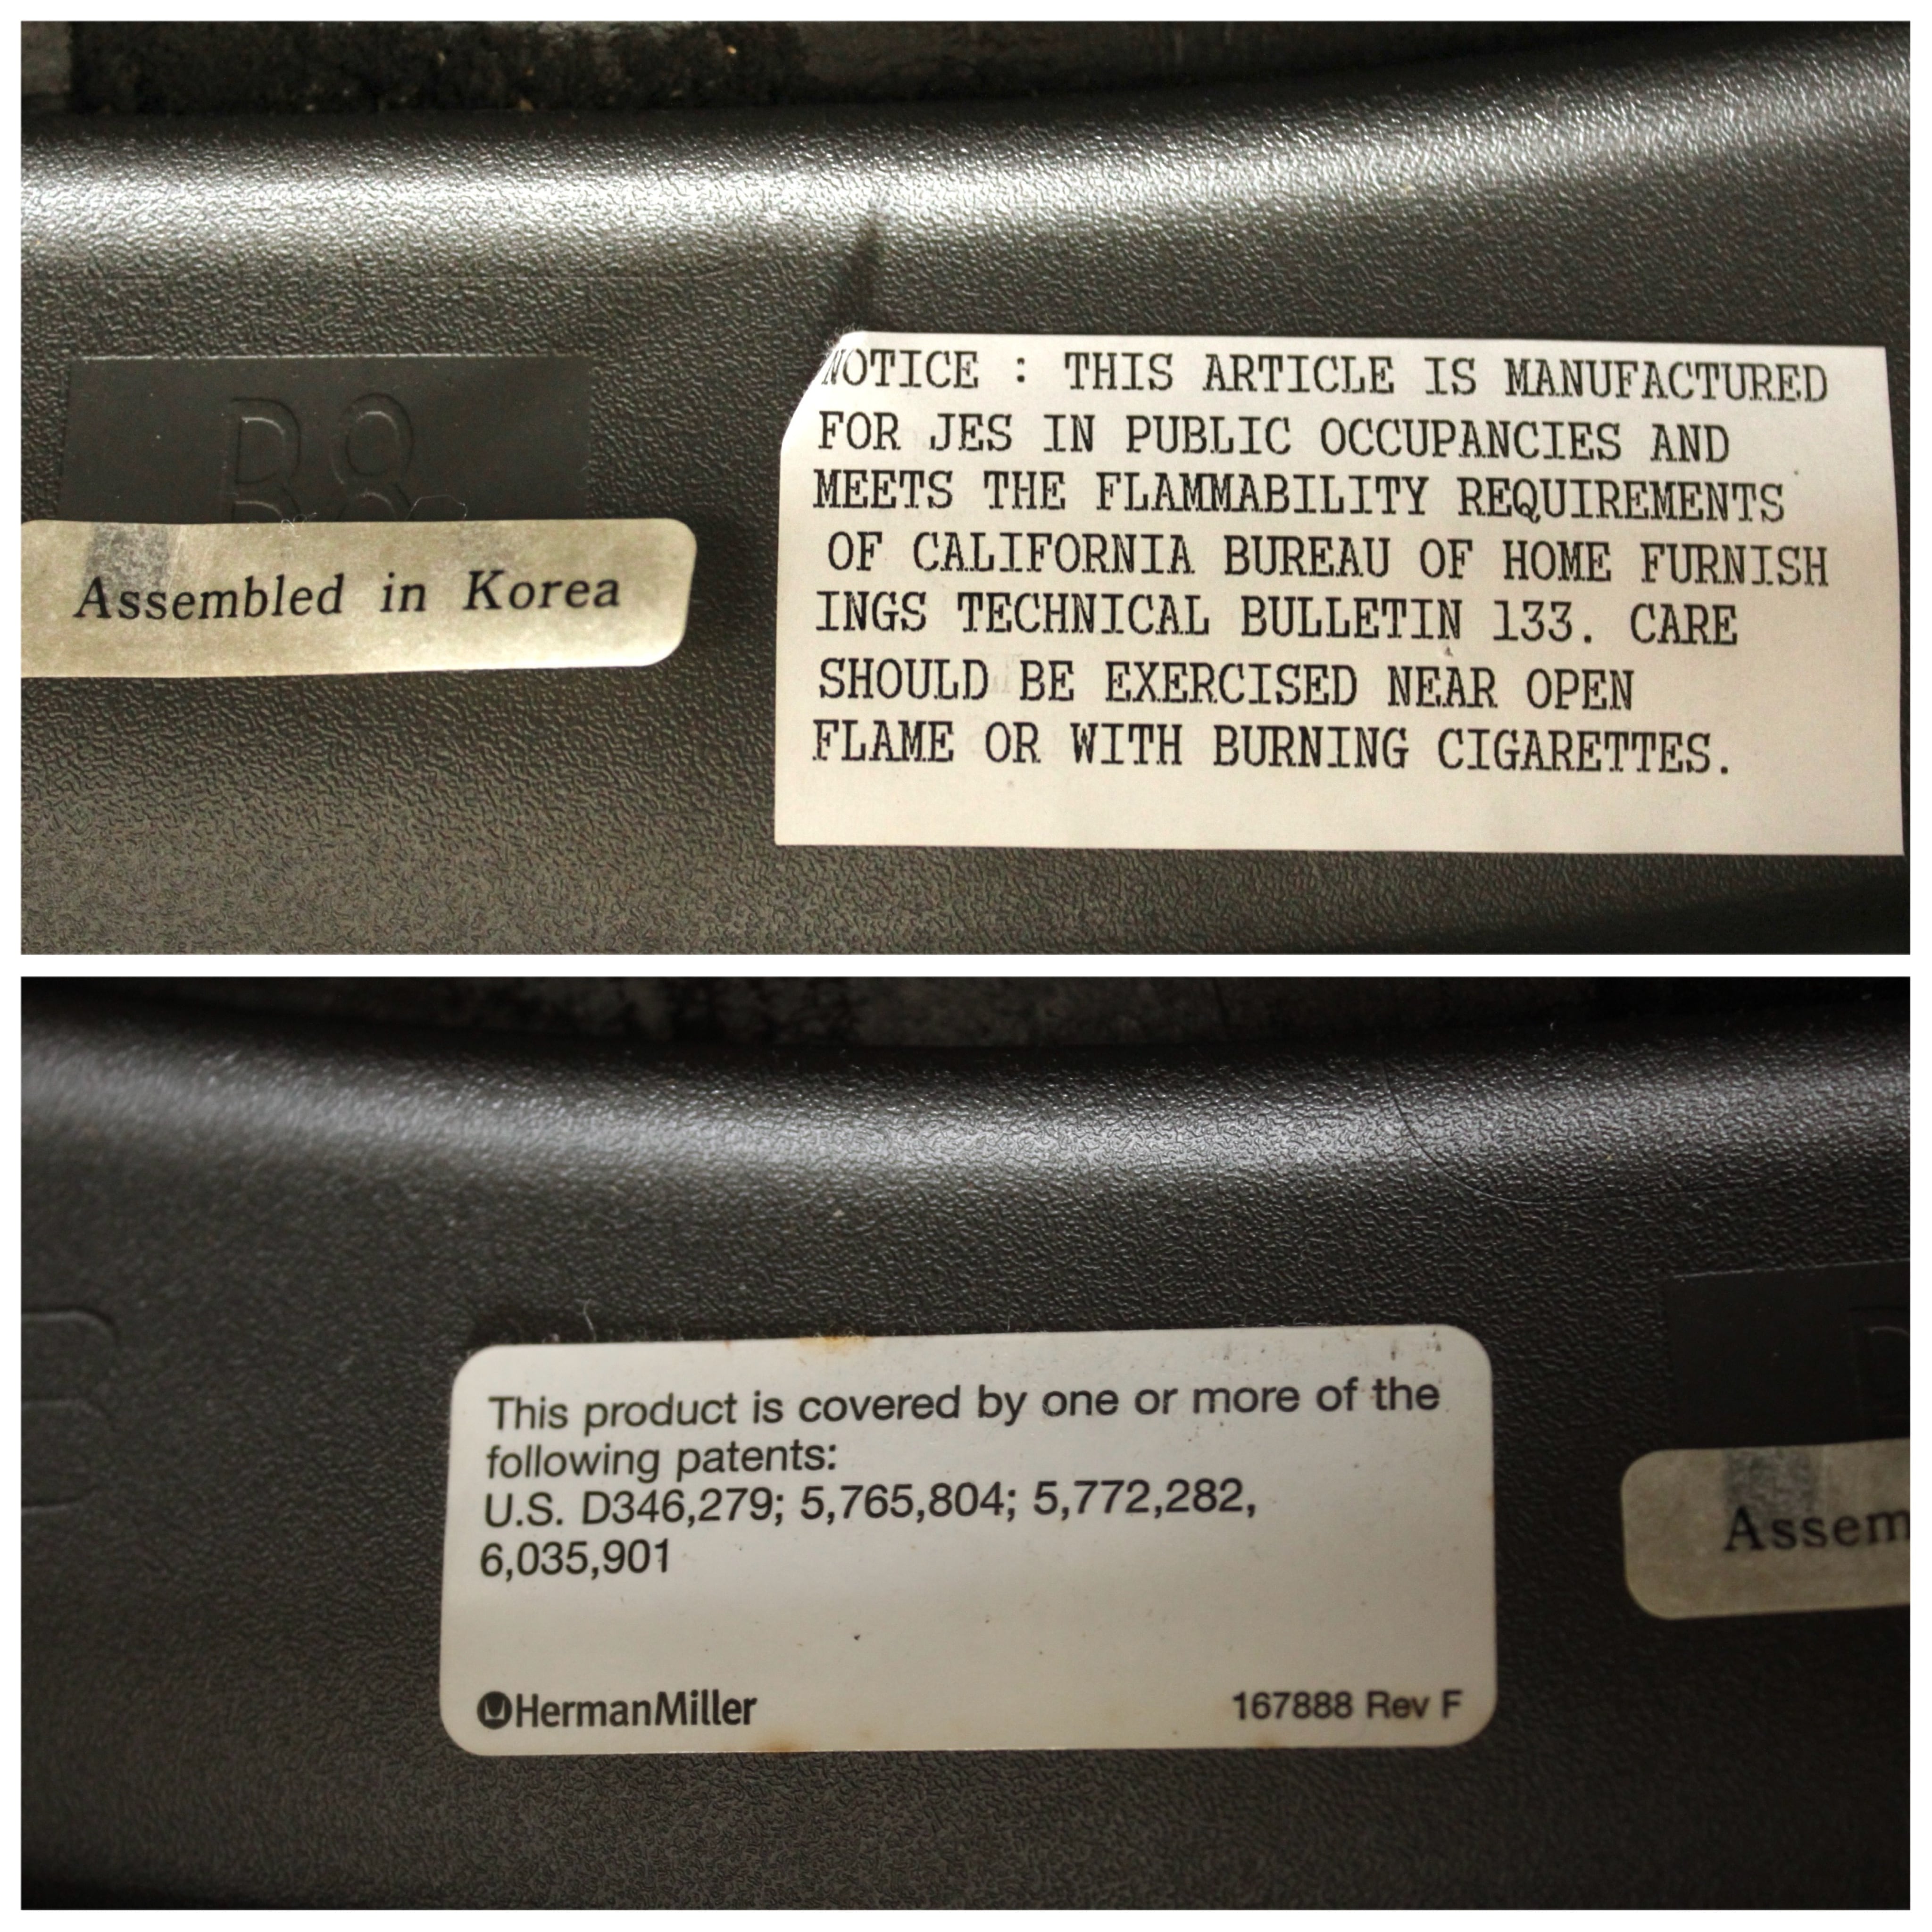 B8
Assembled in Korea
NOTICE : THIS ARTICLE IS MANUFACTURED
FOR JES IN PUBLIC OCCUPANCIES AND
MEETS THE FLAMMABILITY REQUIREMENTS
OF CALIFORNIA BUREAU OF HOME FURNISH
INGS TECHNICAL BULLETIN 133. CARE
SHOULD BE EXERCISED NEAR OPEN
FLAME OR WITH BURNING CIGARETTES.
This product is covered by one or more of the
following patents:
U.S. D346,279; 5,765,804; 5,772,282,
6,035,901
HermanMiller
167888 Rev F
Assem